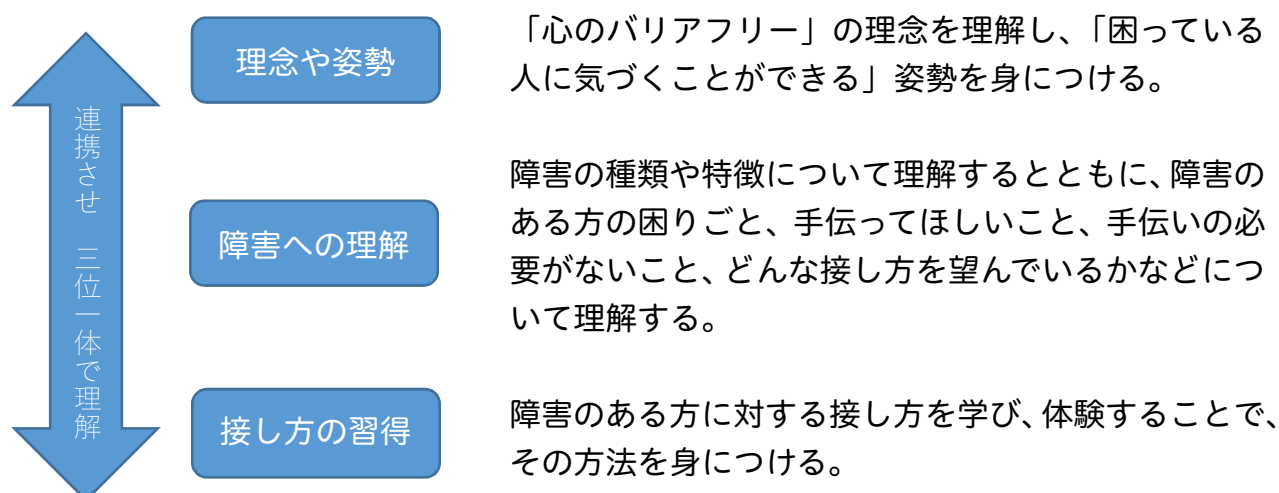 連携させ 三位一体で理解
理念や姿勢
「心のバリアフリー」の理念を理解し、「困っている
人に気づくことができる」姿勢を身につける。
障害への理解
障害の種類や特徴について理解するとともに、障害の
ある方の困りごと、手伝ってほしいこと、手伝いの必
要がないこと、どんな接し方を望んでいるかなどにつ
いて理解する。
接し方の習得
障害のある方に対する接し方を学び、体験することで、
その方法を身につける。